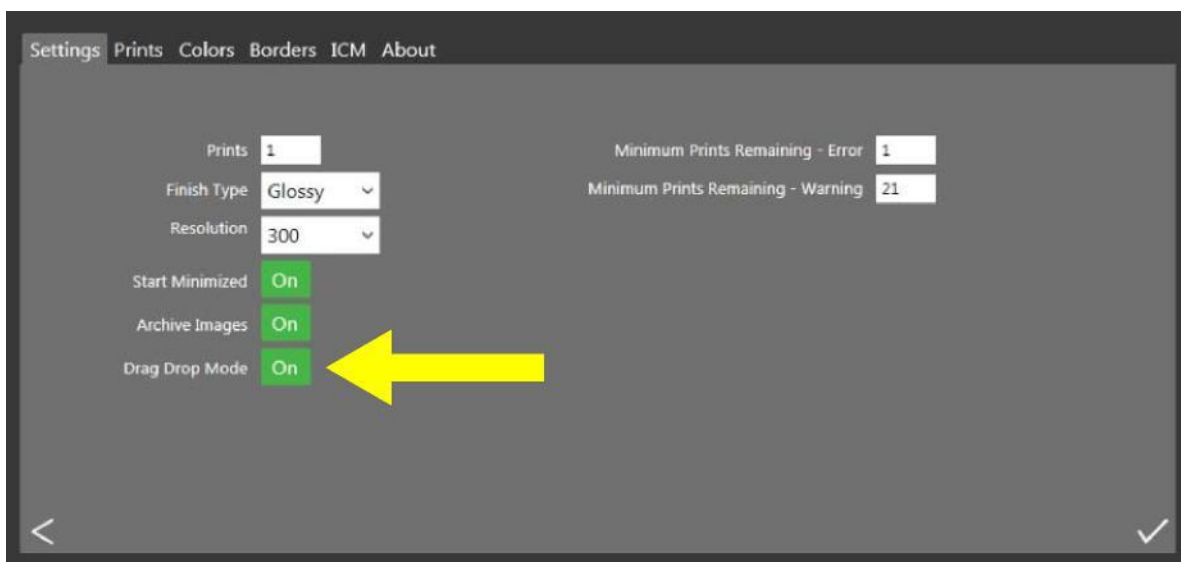 Settings Prints Colors Borders ICM About
Prints 1
Minimum Prints Remaining - Error 1
Finish Type Glossy
Minimum Prints Remaining - Warning 21
Resolution 300
Start Minimized On
Archive Images On
Drag Drop Mode On